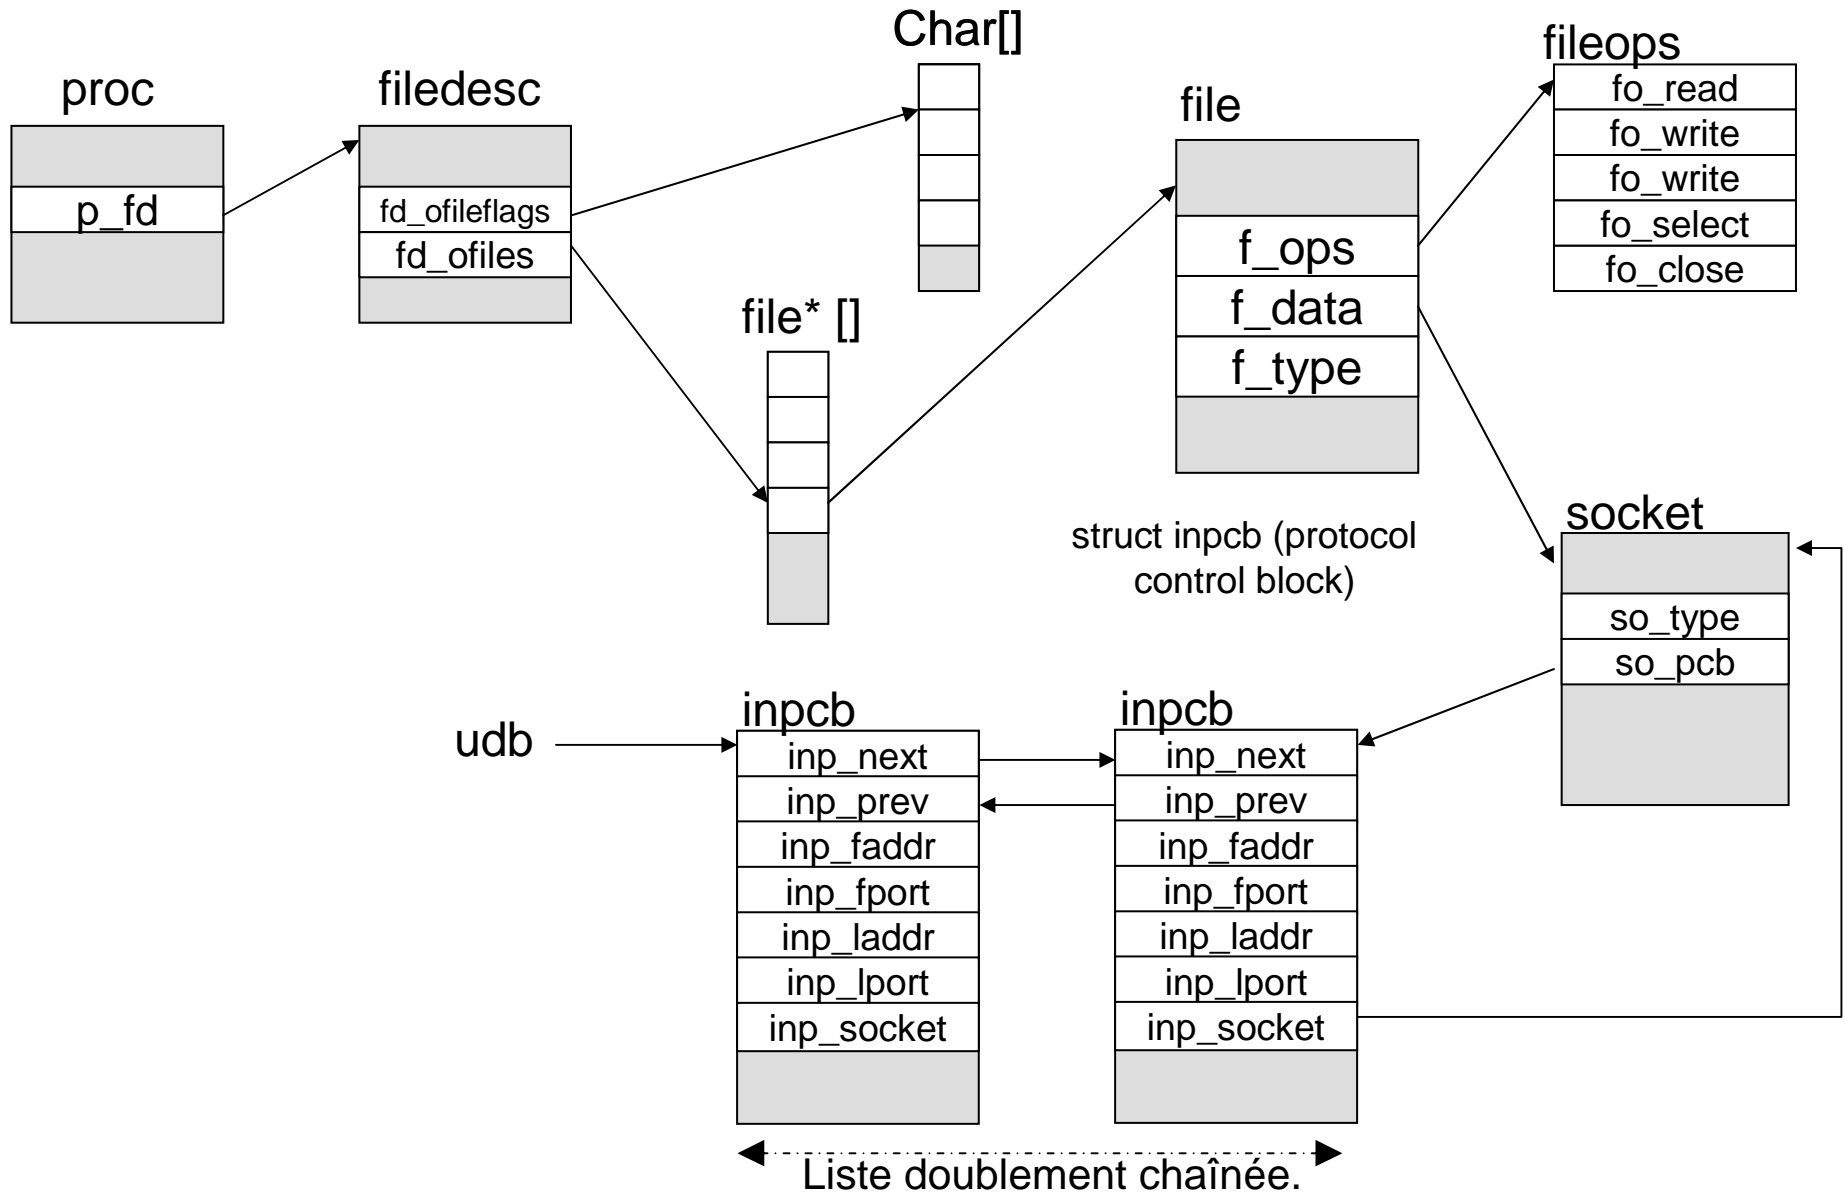 Char[]
fileops
proc
filedesc
file
fo_read
fo_write
fo_write
fo_select
fo_close
p_fd
fd_ofileflags
fd_ofiles
f_ops
f_data
f_type
file* []
struct inpcb (protocol
control block)
socket
so_type
so_pcb
udb
inpcb
inp_next
inp_prev
inp_faddr
inp_fport
inp_laddr
inp_lport
inp_socket
inpcb
inp_next
inp_prev
inp_faddr
inp_fport
inp_laddr
inp_lport
inp_socket
Liste doublement chaînée.